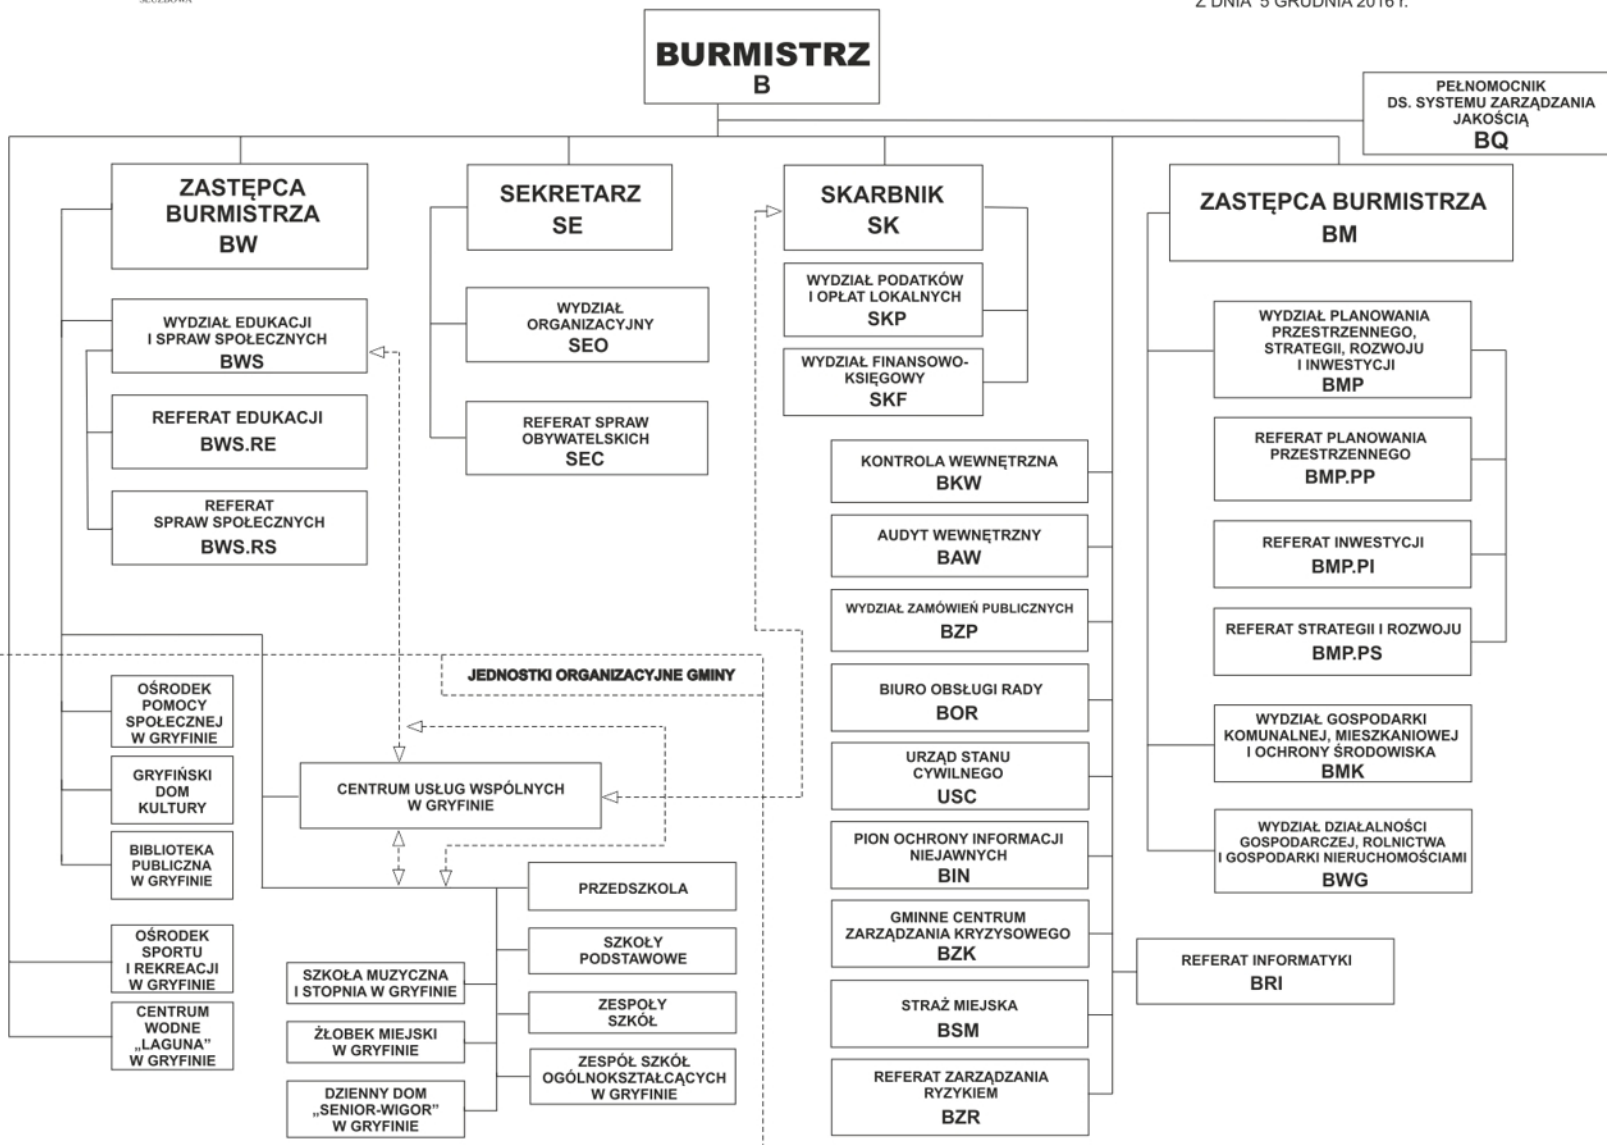 SŁUŻBOWA
Z DNIA 5 GRUDNIA 2016 r.
BURMISTRZ
B
PEŁNOMOCNIK
DS. SYSTEMU ZARZĄDZANIA
JAKOŚCIĄ
BQ
ZASTĘPCA
BURMISTRZA
BW
SEKRETARZ
SE
SKARBNIK
SK
ZASTĘPCA BURMISTRZA
BM
WYDZIAŁ EDUKACJI
I SPRAW SPOŁECZNYCH
BWS
REFERAT EDUKACJI
BWS.RE
REFERAT
SPRAW SPOŁECZNYCH
BWS.RS
WYDZIAŁ
ORGANIZACYJNY
SEO
REFERAT SPRAW
OBYWATELSKICH
SEC
WYDZIAŁ PODATKÓW
I OPŁAT LOKALNYCH
SKP
WYDZIAŁ FINANSOWO-
KSIĘGOWY
SKF
KONTROLA WEWNĘTRZNA
BKW
AUDYT WEWNĘTRZNY
BAW
WYDZIAŁ ZAMÓWIEŃ PUBLICZNYCH
BZP
BIURO OBSŁUGI RADY
BOR
URZĄD STANU
CYWILNEGO
USC
PION OCHRONY INFORMACJI
NIEJAWNYCH
BIN
GMINNE CENTRUM
ZARZĄDZANIA KRYZYSOWEGO
BZK
STRAŻ MIEJSKA
BSM
REFERAT ZARZĄDZANIA
RYZYKIEM
BZR
WYDZIAŁ PLANOWANIA
PRZESTRZENNEGO,
STRATEGII, ROZWOJU
I INWESTYCJI
BMP
REFERAT PLANOWANIA
PRZESTRZENNEGO
BMP.PP
REFERAT INWESTYCJI
BMP.PI
REFERAT STRATEGII I ROZWOJU
BMP.PS
WYDZIAŁ GOSPODARKI
KOMUNALNEJ, MIESZKANIOWEJ
I OCHRONY ŚRODOWISKA
BMK
WYDZIAŁ DZIAŁALNOŚCI
GOSPODARCZEJ, ROLNICTWA
I GOSPODARKI NIERUCHOMOŚCIAMI
BWG
REFERAT INFORMATYKI
BRI
JEDNOSTKI ORGANIZACYJNE GMINY
OŚRODEK
POMOCY
SPOŁECZNEJ
W GRYFINIE
GRYFIŃSKI
DOM
KULTURY
BIBLIOTEKA
PUBLICZNA
W GRYFINIE
OŚRODEK
SPORTU
I REKREACJI
W GRYFINIE
CENTRUM
WODNE
„LAGUNA”
W GRYFINIE
CENTRUM USŁUG WSPÓLNYCH
W GRYFINIE
PRZEDSZKOLA
SZKOŁY
PODSTAWOWE
ZESPOŁY
SZKÓŁ
ZESPÓŁ SZKÓŁ
OGÓLNOKSZTAŁCĄCYCH
W GRYFINIE
SZKOŁA MUZYCZNA
I STOPNIA W GRYFINIE
ŻŁOBEK MIEJSKI
W GRYFINIE
DZIENNY DOM
„SENIOR-WIGOR”
W GRYFINIE